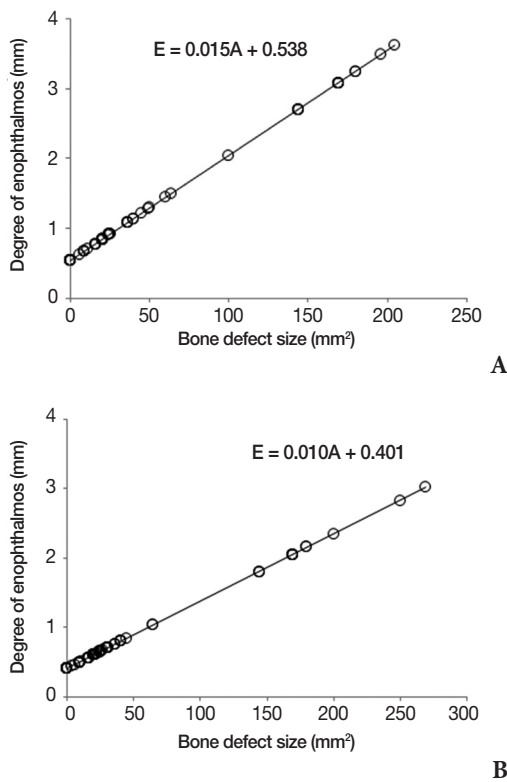 4
3
2
1
0
Degree of enophthalmos (mm)
E = 0.015A + 0.538
0 50 100 150 200 250
Bone defect size (mm²)
A
4
3
2
1
0
Degree of enophthalmos (mm)
E = 0.010A + 0.401
0 50 100 150 200 250 300
Bone defect size (mm²)
B